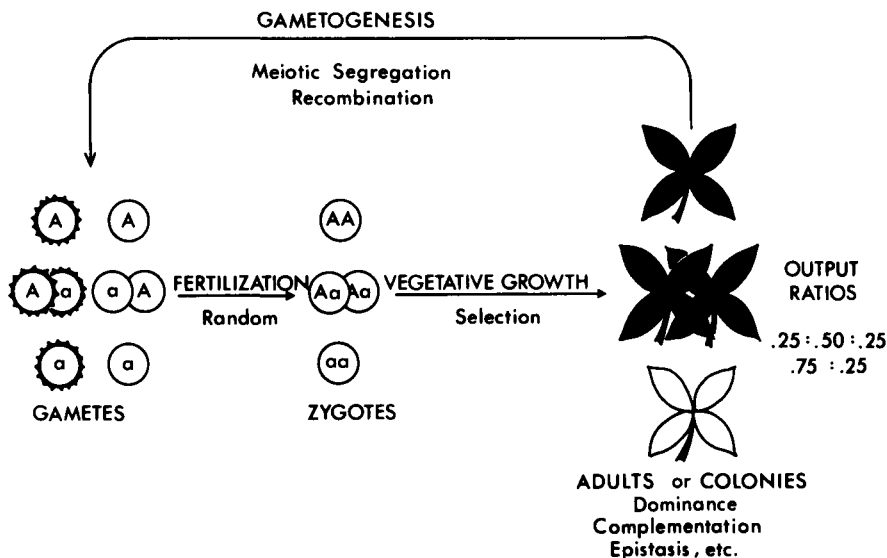 GAMETOGENESIS
Meiotic Segregation
Recombination
A A AA
A a a A FERTILIZATION Aa Aa VEGETATIVE GROWTH
Random Selection
a a aa
GAMETES ZYGOTES
OUTPUT
RATIOS
.25 : .50 : .25
.75 : .25
ADULTS or COLONIES
Dominance
Complementation
Epistasis, etc.